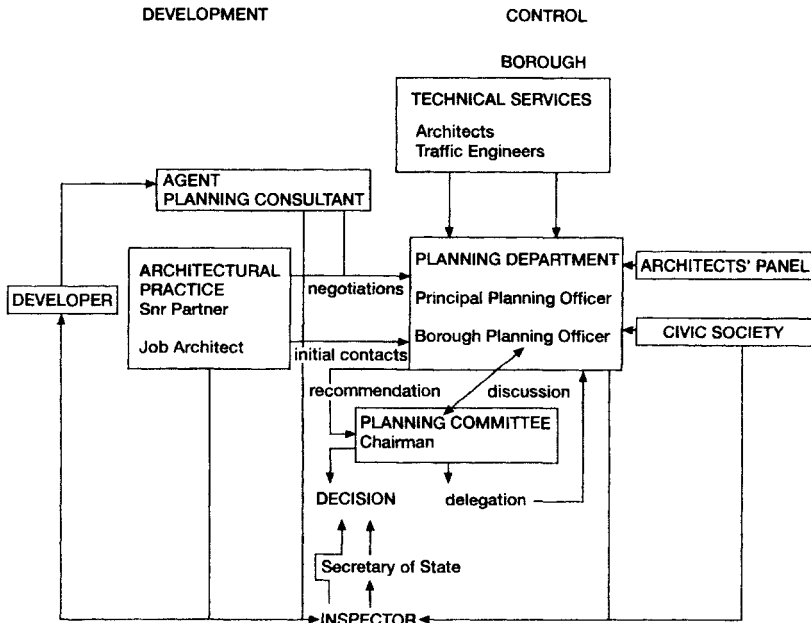 DEVELOPMENT
CONTROL
BOROUGH
TECHNICAL SERVICES
Architects
Traffic Engineers
AGENT
PLANNING CONSULTANT
ARCHITECTURAL
PRACTICE
Snr Partner
Job Architect
DEVELOPER
negotiations
initial contacts
PLANNING DEPARTMENT
Principal Planning Officer
Borough Planning Officer
ARCHITECTS' PANEL
CIVIC SOCIETY
recommendation
discussion
PLANNING COMMITTEE
Chairman
DECISION
delegation
Secretary of State
INSPECTOR